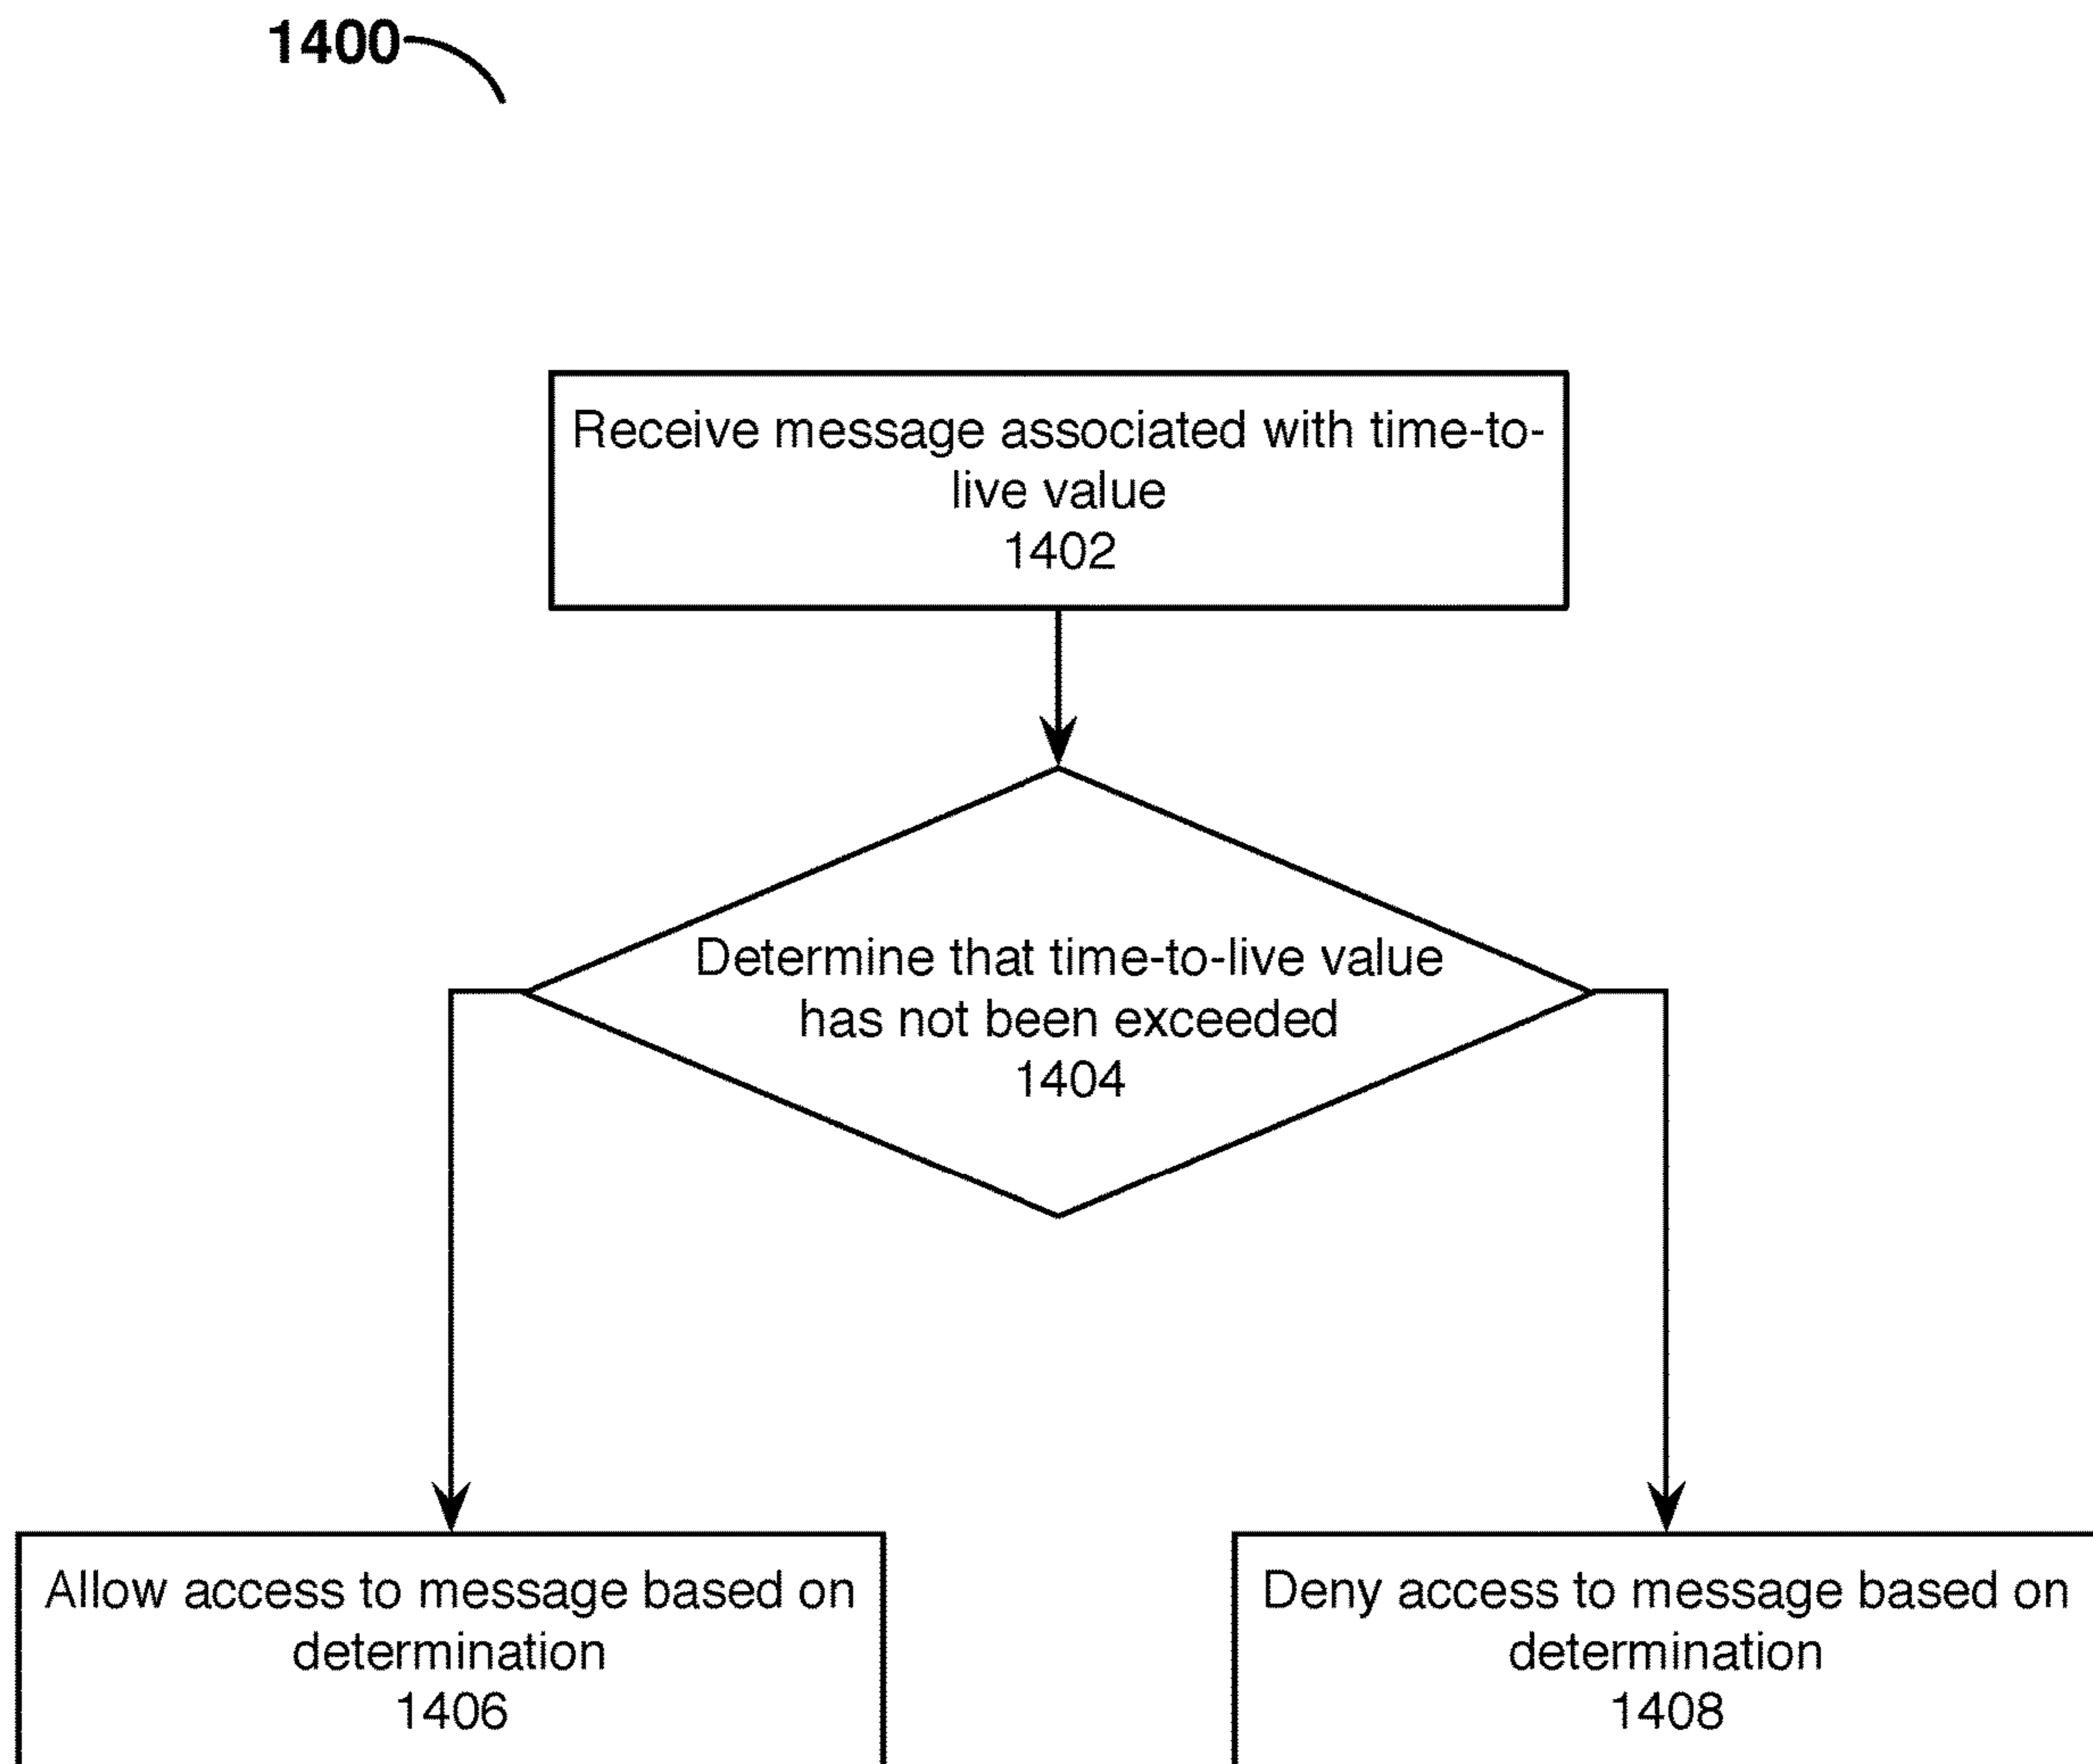 1400
Receive message associated with time-to-
live value
1402
Determine that time-to-live value
has not been exceeded
1404
Allow access to message based on
determination
1406
Deny access to message based on
determination
1408